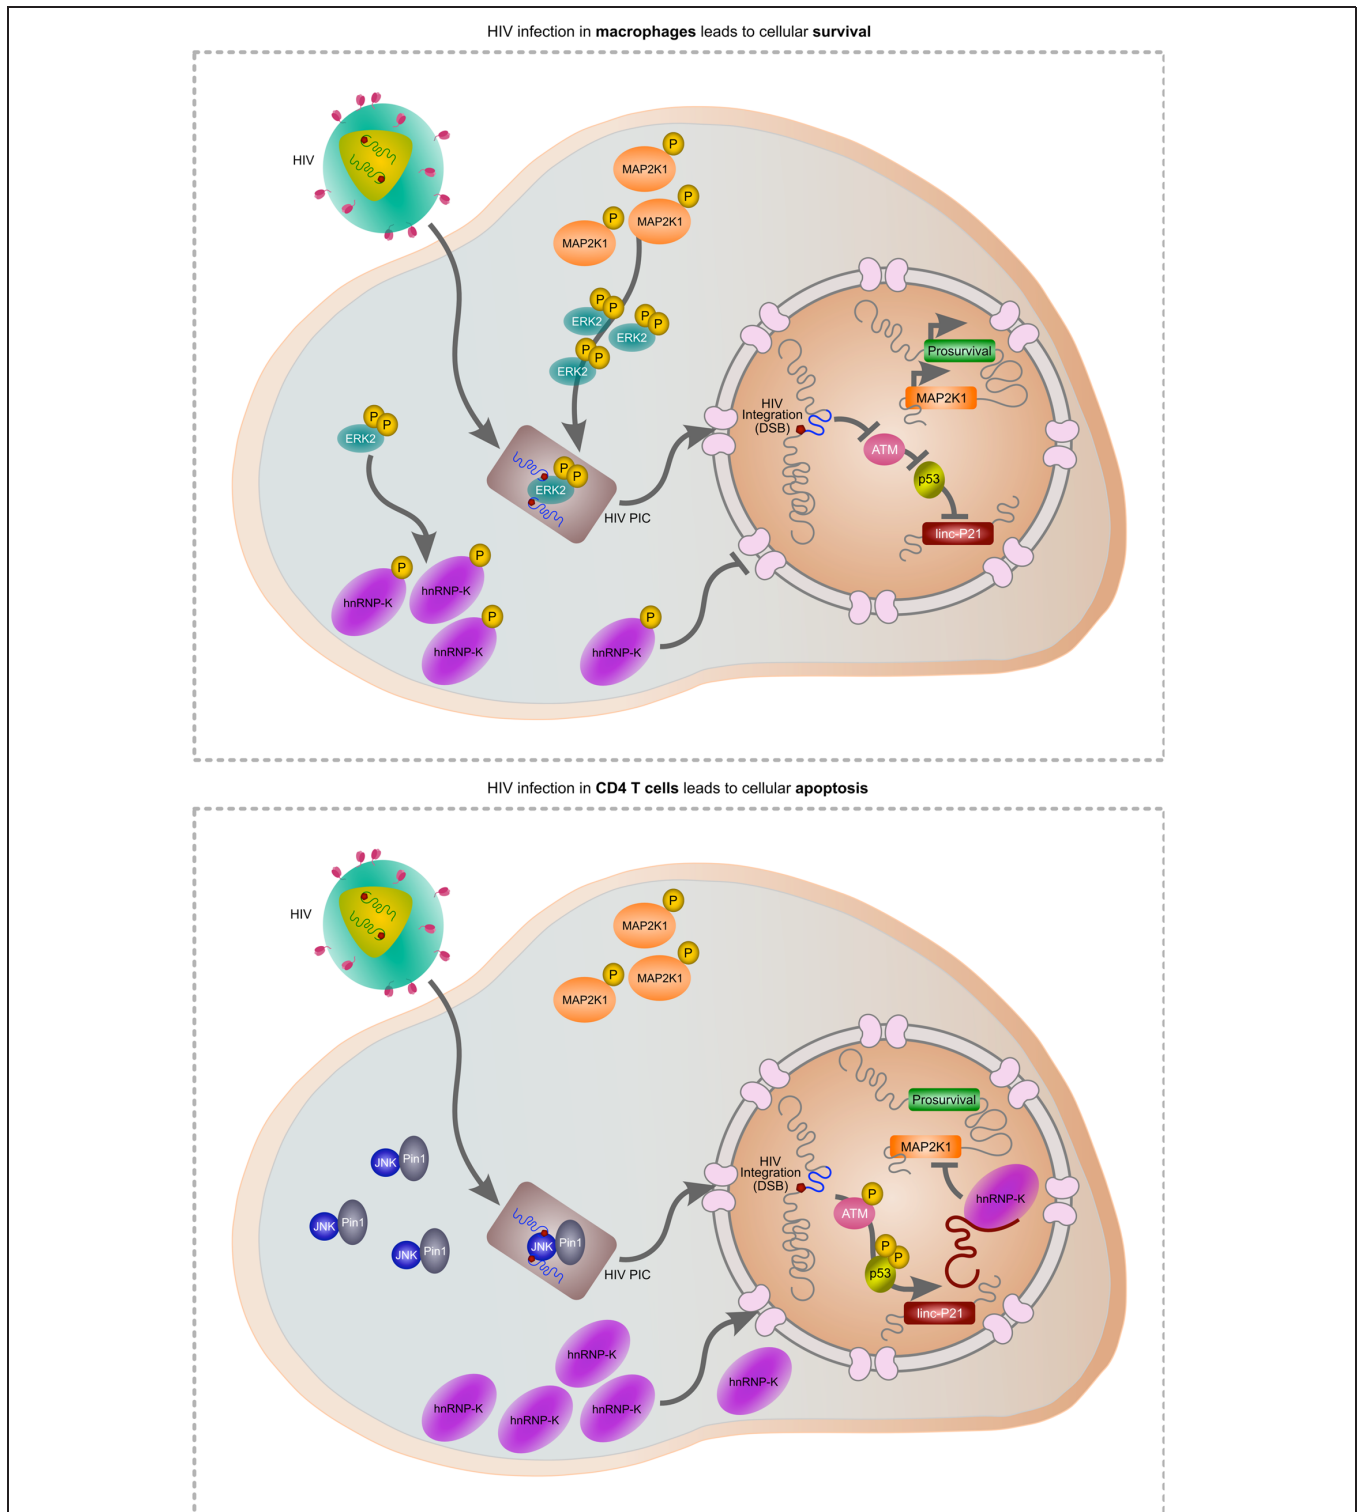 HIV infection in macrophages leads to cellular survival
HIV
P
MAP2K1
P
P
MAP2K1
MAP2K1
P
P
ERK2
P
P
ERK2
P
P
ERK2
P
P
ERK2
P
P
ERK2
HIV PIC
Prosurvival
MAP2K1
HIV
Integration
(DSB)
ATM
p53
linc-P21
P
hnRNP-K
P
hnRNP-K
P
hnRNP-K
P
hnRNP-K
HIV infection in CD4 T cells leads to cellular apoptosis
HIV
P
MAP2K1
P
P
MAP2K1
MAP2K1
JNK Pin1
JNK Pin1
JNK Pin1
JNK Pin1
HIV PIC
Prosurvival
MAP2K1
HIV
Integration
(DSB)
P
ATM
hnRNP-K
P
P
p53
linc-P21
hnRNP-K
hnRNP-K
hnRNP-K
hnRNP-K
hnRNP-K